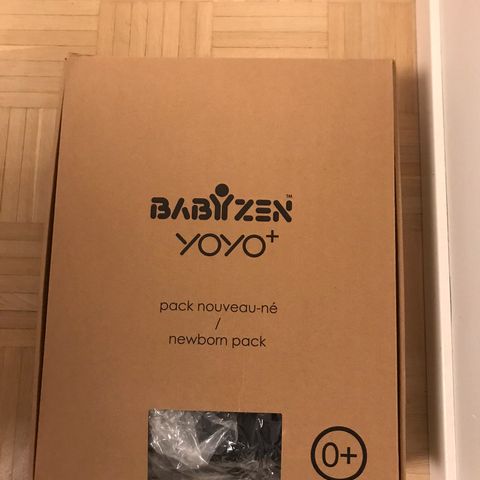 BABYZEN™
YOYO+
pack nouveau-né
/
newborn pack
0+